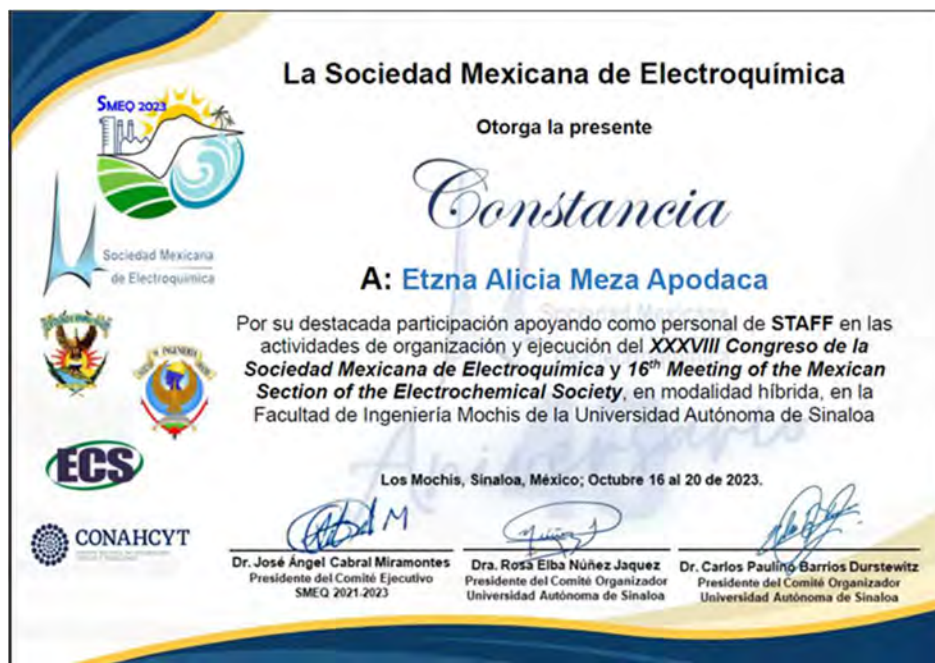 La Sociedad Mexicana de Electroquímica
SMEQ 2023
Otorga la presente
Constancia
Sociedad Mexicana
de Electroquímica
A: Etzna Alicia Meza Apodaca
Por su destacada participación apoyando como personal de STAFF en las
actividades de organización y ejecución del XXXVIII Congreso de la
Sociedad Mexicana de Electroquímica y 16th Meeting of the Mexican
Section of the Electrochemical Society, en modalidad híbrida, en la
Facultad de Ingeniería Mochis de la Universidad Autónoma de Sinaloa
Aniversario
ECS
Los Mochis, Sinaloa, México; Octubre 16 al 20 de 2023.
CONAHCYT
Dr. José Ángel Cabral Miramontes
Presidente del Comité Ejecutivo
SMEQ 2021-2023
Dra. Rosa Elba Núñez Jaquez
Presidente del Comité Organizador
Universidad Autónoma de Sinaloa
Dr. Carlos Paulino Barrios Durstewitz
Presidente del Comité Organizador
Universidad Autónoma de Sinaloa